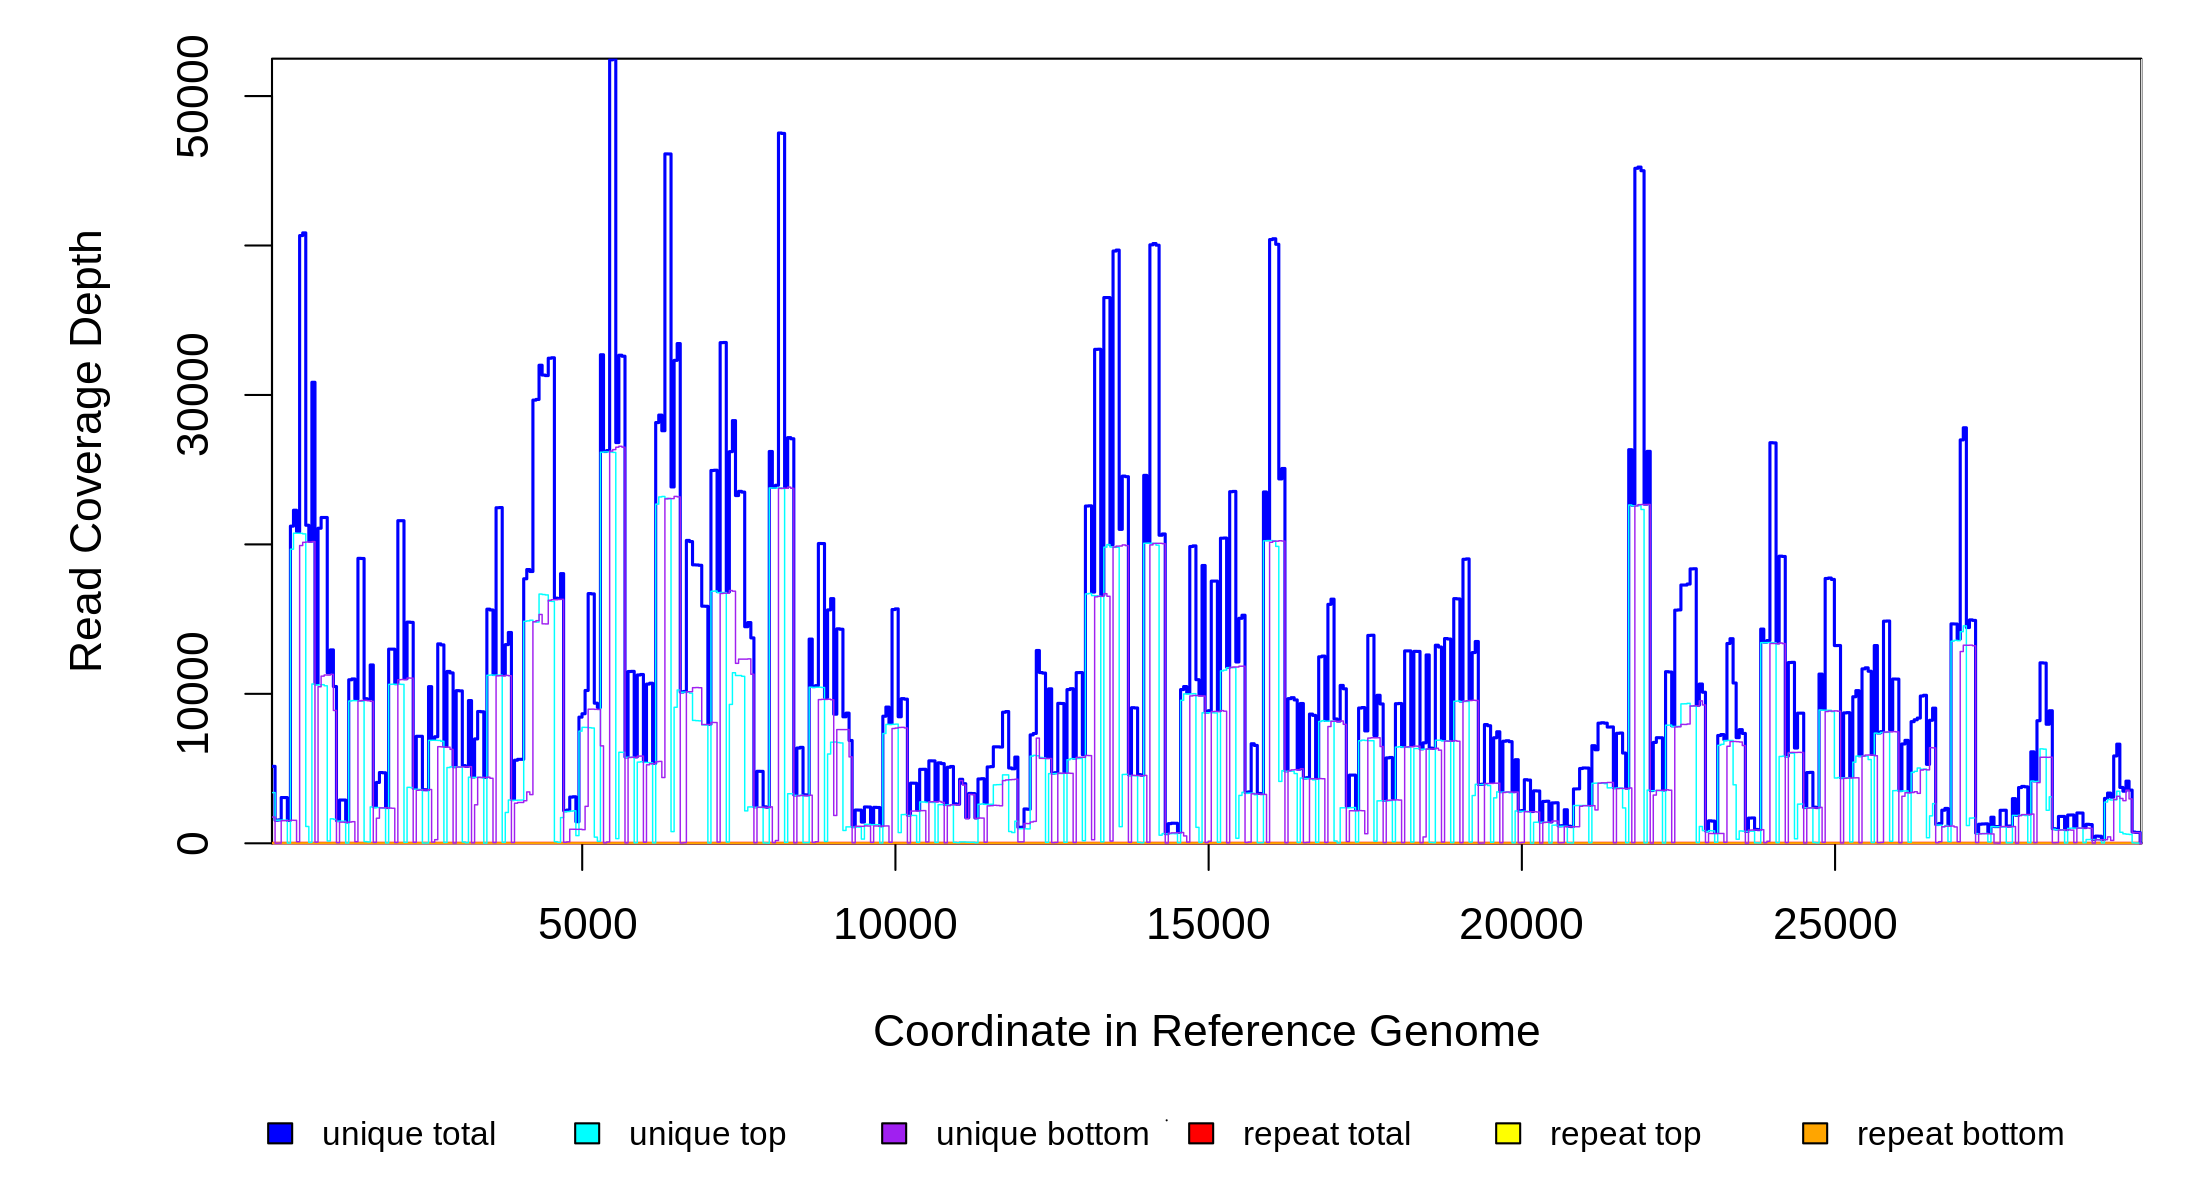 50000
30000
10000
0
Read Coverage Depth
5000 10000 15000 20000 25000
Coordinate in Reference Genome
unique total unique top unique bottom repeat total repeat top repeat bottom